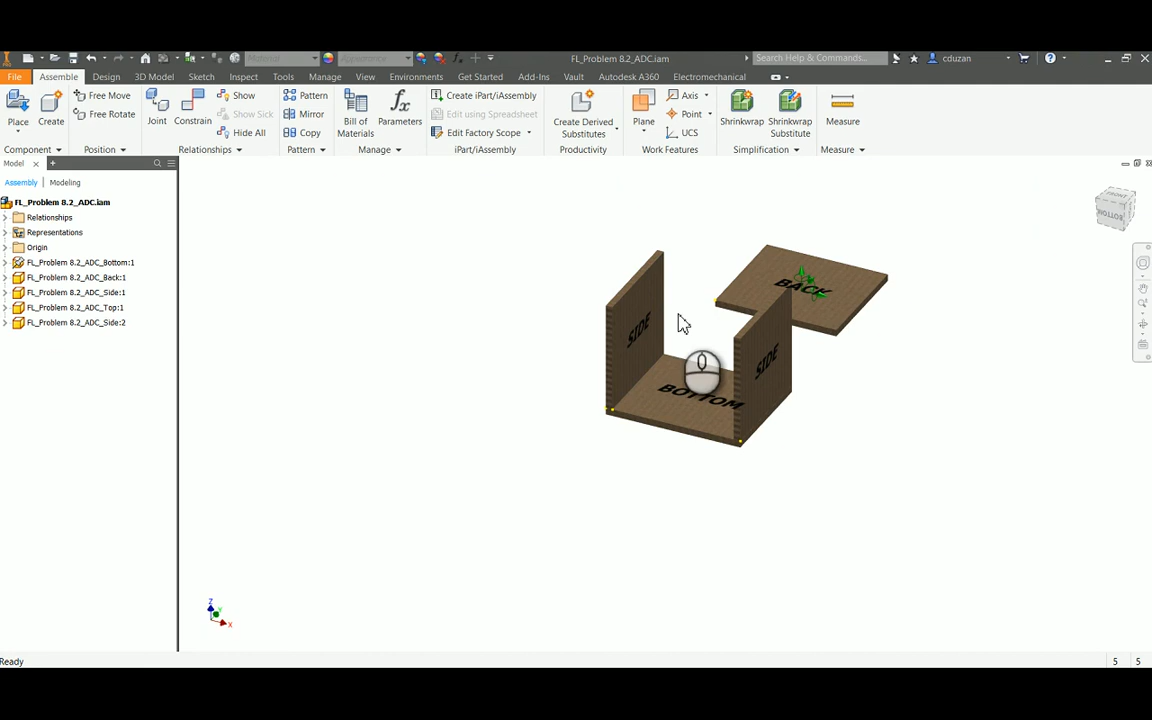 FL_Problem 8.2_ADC.iam
Search Help & Commands...
cduzan
Material
Appearance
File
Assemble
Design
3D Model
Sketch
Inspect
Tools
Manage
View
Environments
Get Started
Add-Ins
Vault
Autodesk A360
Electromechanical
Place
Create
Free Move
Free Rotate
Joint
Constrain
Show
Show Sick
Hide All
Pattern
Mirror
Copy
Bill of
Materials
Parameters
Create iPart/iAssembly
Edit using Spreadsheet
Edit Factory Scope
Create Derived
Substitutes
Plane
Axis
Point
UCS
Shrinkwrap
Shrinkwrap
Substitute
Measure
Component
Position
Relationships
Pattern
Manage
iPart/iAssembly
Productivity
Work Features
Simplification
Measure
Model
Assembly
Modeling
FL_Problem 8.2_ADC.iam
Relationships
Representations
Origin
FL_Problem 8.2_ADC_Bottom:1
FL_Problem 8.2_ADC_Back:1
FL_Problem 8.2_ADC_Side:1
FL_Problem 8.2_ADC_Top:1
FL_Problem 8.2_ADC_Side:2
FRONT
BOTTOM
BACK
SIDE
SIDE
BOTTOM
Z
Y
X
Ready
5 5